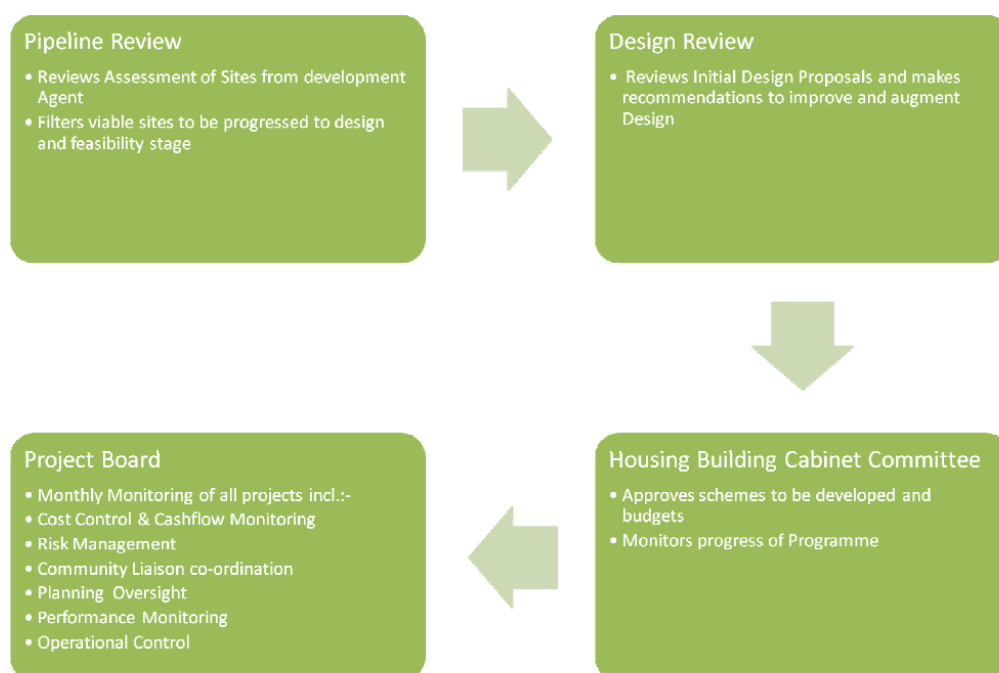 Pipeline Review
• Reviews Assessment of Sites from development
Agent
• Filters viable sites to be progressed to design
and feasibility stage
Design Review
• Reviews Initial Design Proposals and makes
recommendations to improve and augment
Design
Housing Building Cabinet Committee
• Approves schemes to be developed and
budgets
• Monitors progress of Programme
Project Board
• Monthly Monitoring of all projects incl.:-
• Cost Control & Cashflow Monitoring
• Risk Management
• Community Liaison co-ordination
• Planning Oversight
• Performance Monitoring
• Operational Control